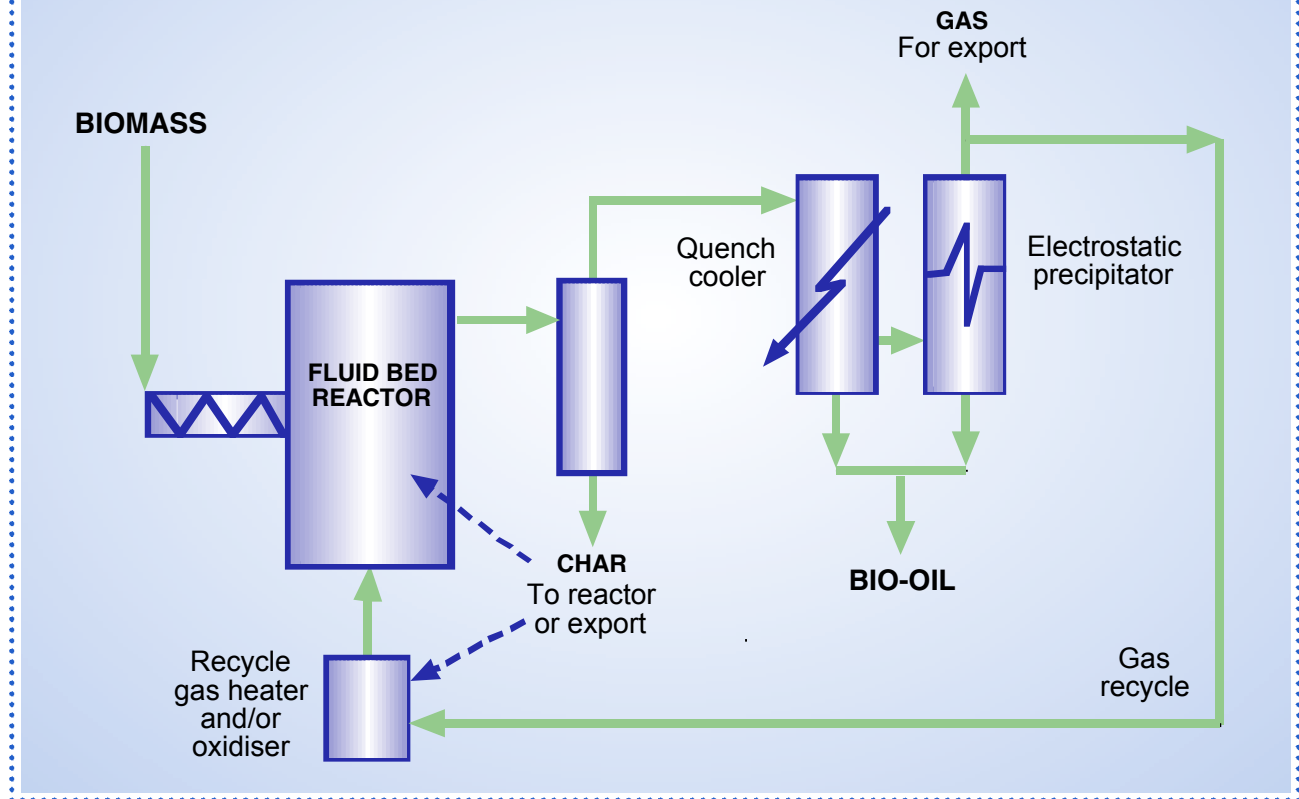 GAS
For export
BIOMASS
Quench
cooler
Electrostatic
precipitator
FLUID BED
REACTOR
CHAR
To reactor
or export
BIO-OIL
Recycle
gas heater
and/or
oxidiser
Gas
recycle